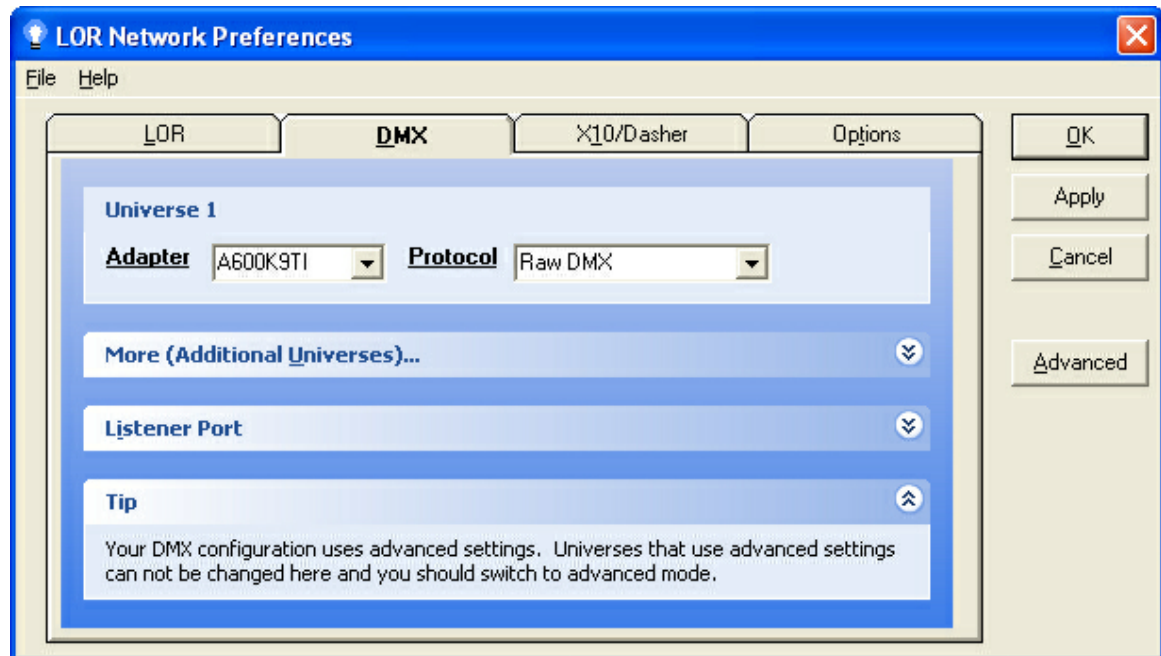 LOR Network Preferences
File Help
LOR DMX X10/Dasher Options
OK
Apply
Cancel
Advanced
Universe 1
Adapter A600K9TI Protocol Raw DMX
More (Additional Universes)...
Listener Port
Tip
Your DMX configuration uses advanced settings. Universes that use advanced settings
can not be changed here and you should switch to advanced mode.